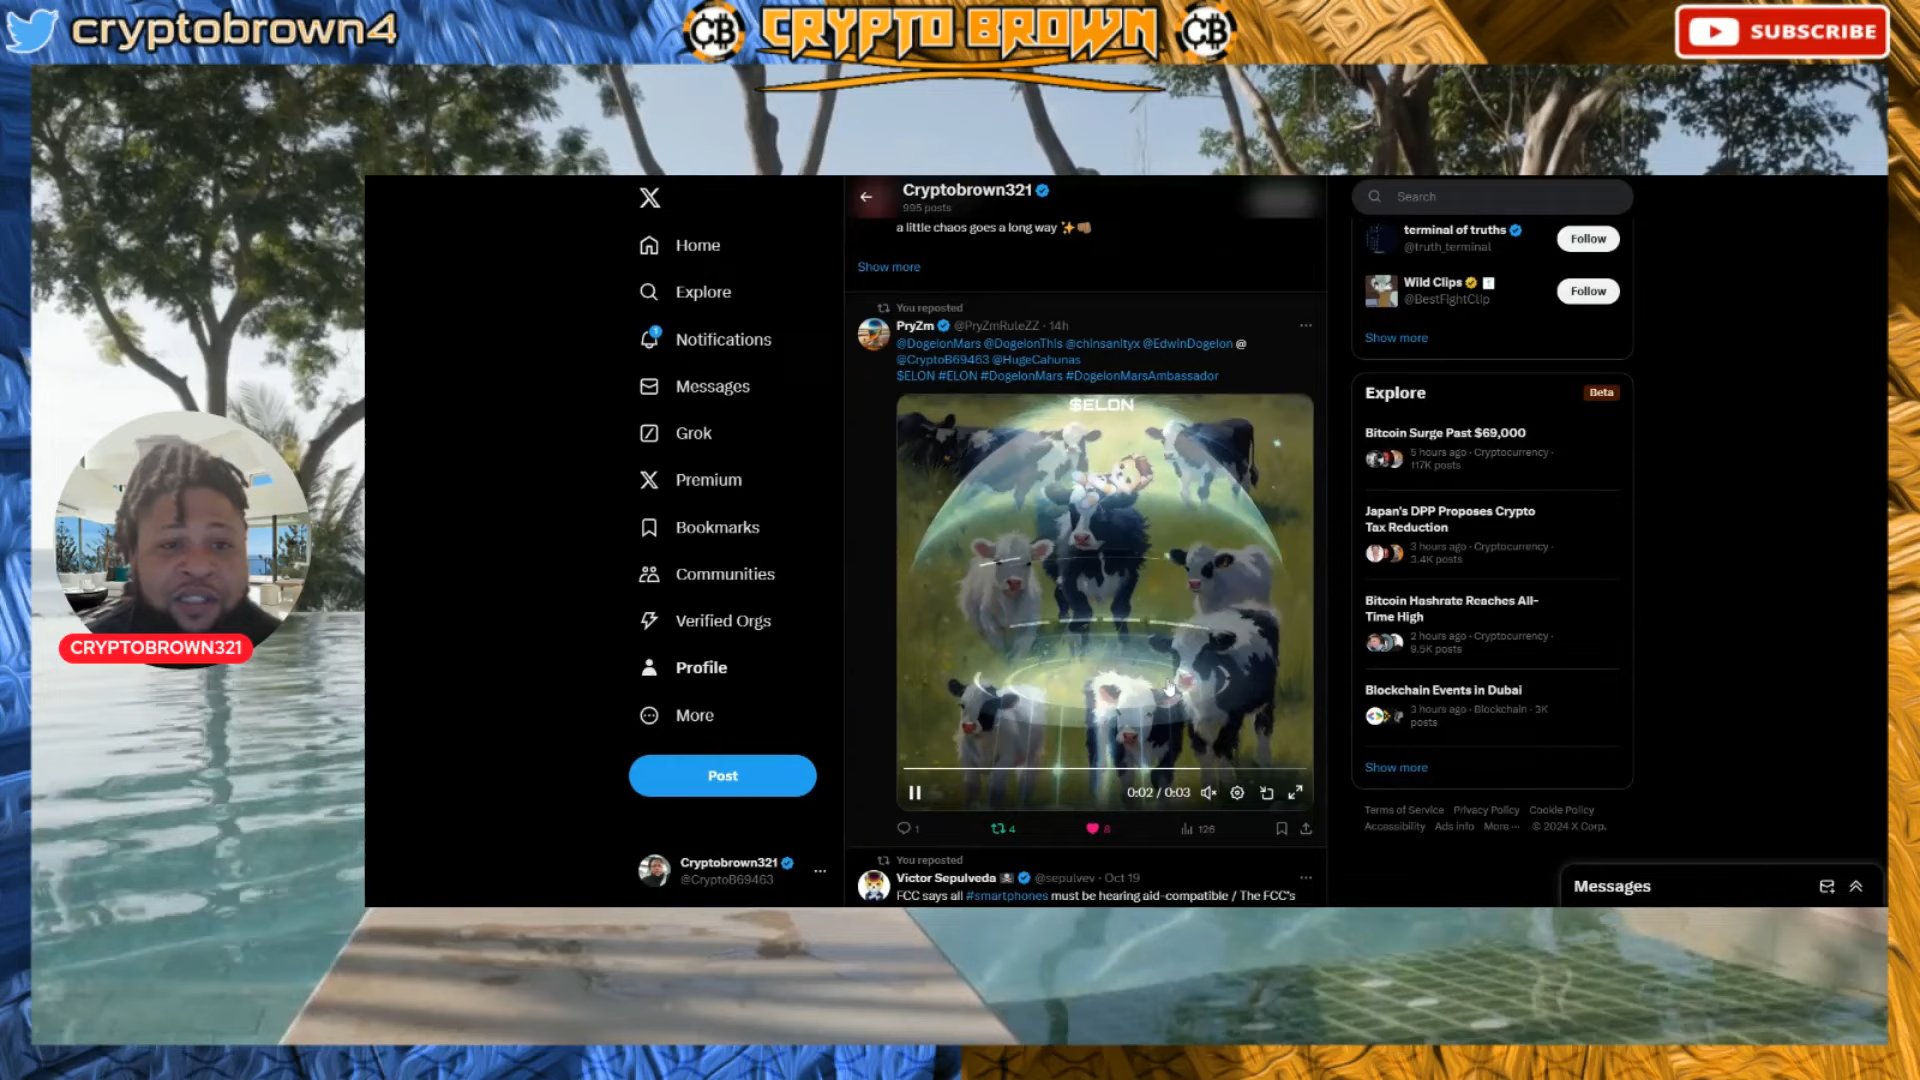 cryptobrown4
CRYPTO BROWN
SUBSCRIBE
CRYPTOBROWN321
Home
Explore
Notifications
Messages
Grok
Premium
Bookmarks
Communities
Verified Orgs
Profile
More
Post
Cryptobrown321
@CryptoB69463
Cryptobrown321
995 posts
a little chaos goes a long way
Show more
You reposted
PryZm @PryZmRuleZZ · 14h
@DogelonMars @DogelonThis @chinsanityx @EdwinDogelon @
@CryptoB69463 @HugeCahunas
$ELON #ELON #DogelonMars #DogelonMarsAmbassador
$ELON
0:02 / 0:03
1
4
8
126
You reposted
Victor Sepulveda @sepulvev · Oct 19
FCC says all #smartphones must be hearing aid-compatible / The FCC's
Search
terminal of truths
@truth_terminal
Follow
Wild Clips
@BestFightClip
Follow
Show more
Explore
Beta
Bitcoin Surge Past $69,000
5 hours ago · Cryptocurrency ·
117K posts
Japan's DPP Proposes Crypto
Tax Reduction
3 hours ago · Cryptocurrency ·
3.4K posts
Bitcoin Hashrate Reaches All-
Time High
2 hours ago · Cryptocurrency ·
9.5K posts
Blockchain Events in Dubai
3 hours ago · Blockchain · 3K
posts
Show more
Terms of Service Privacy Policy Cookie Policy
Accessibility Ads info More ··· © 2024 X Corp.
Messages